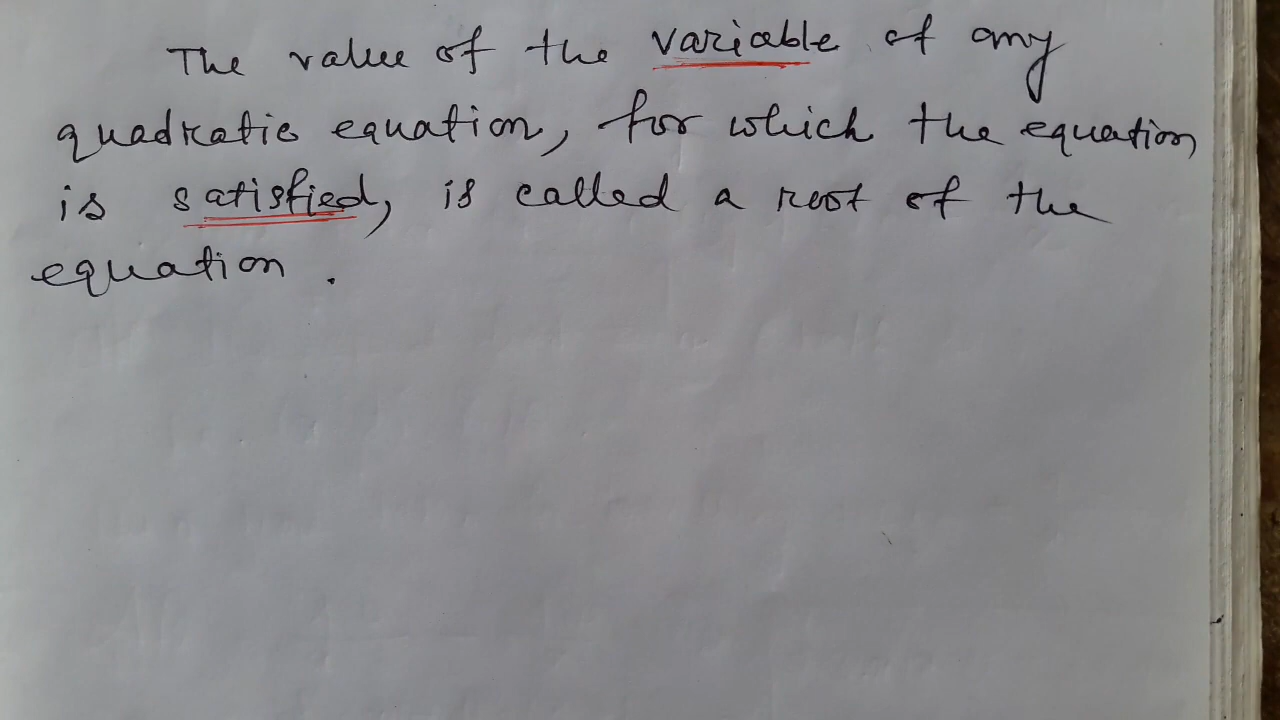 The value of the variable of any
quadratic equation, for which the equation
is satisfied, is called a root of the
equation.